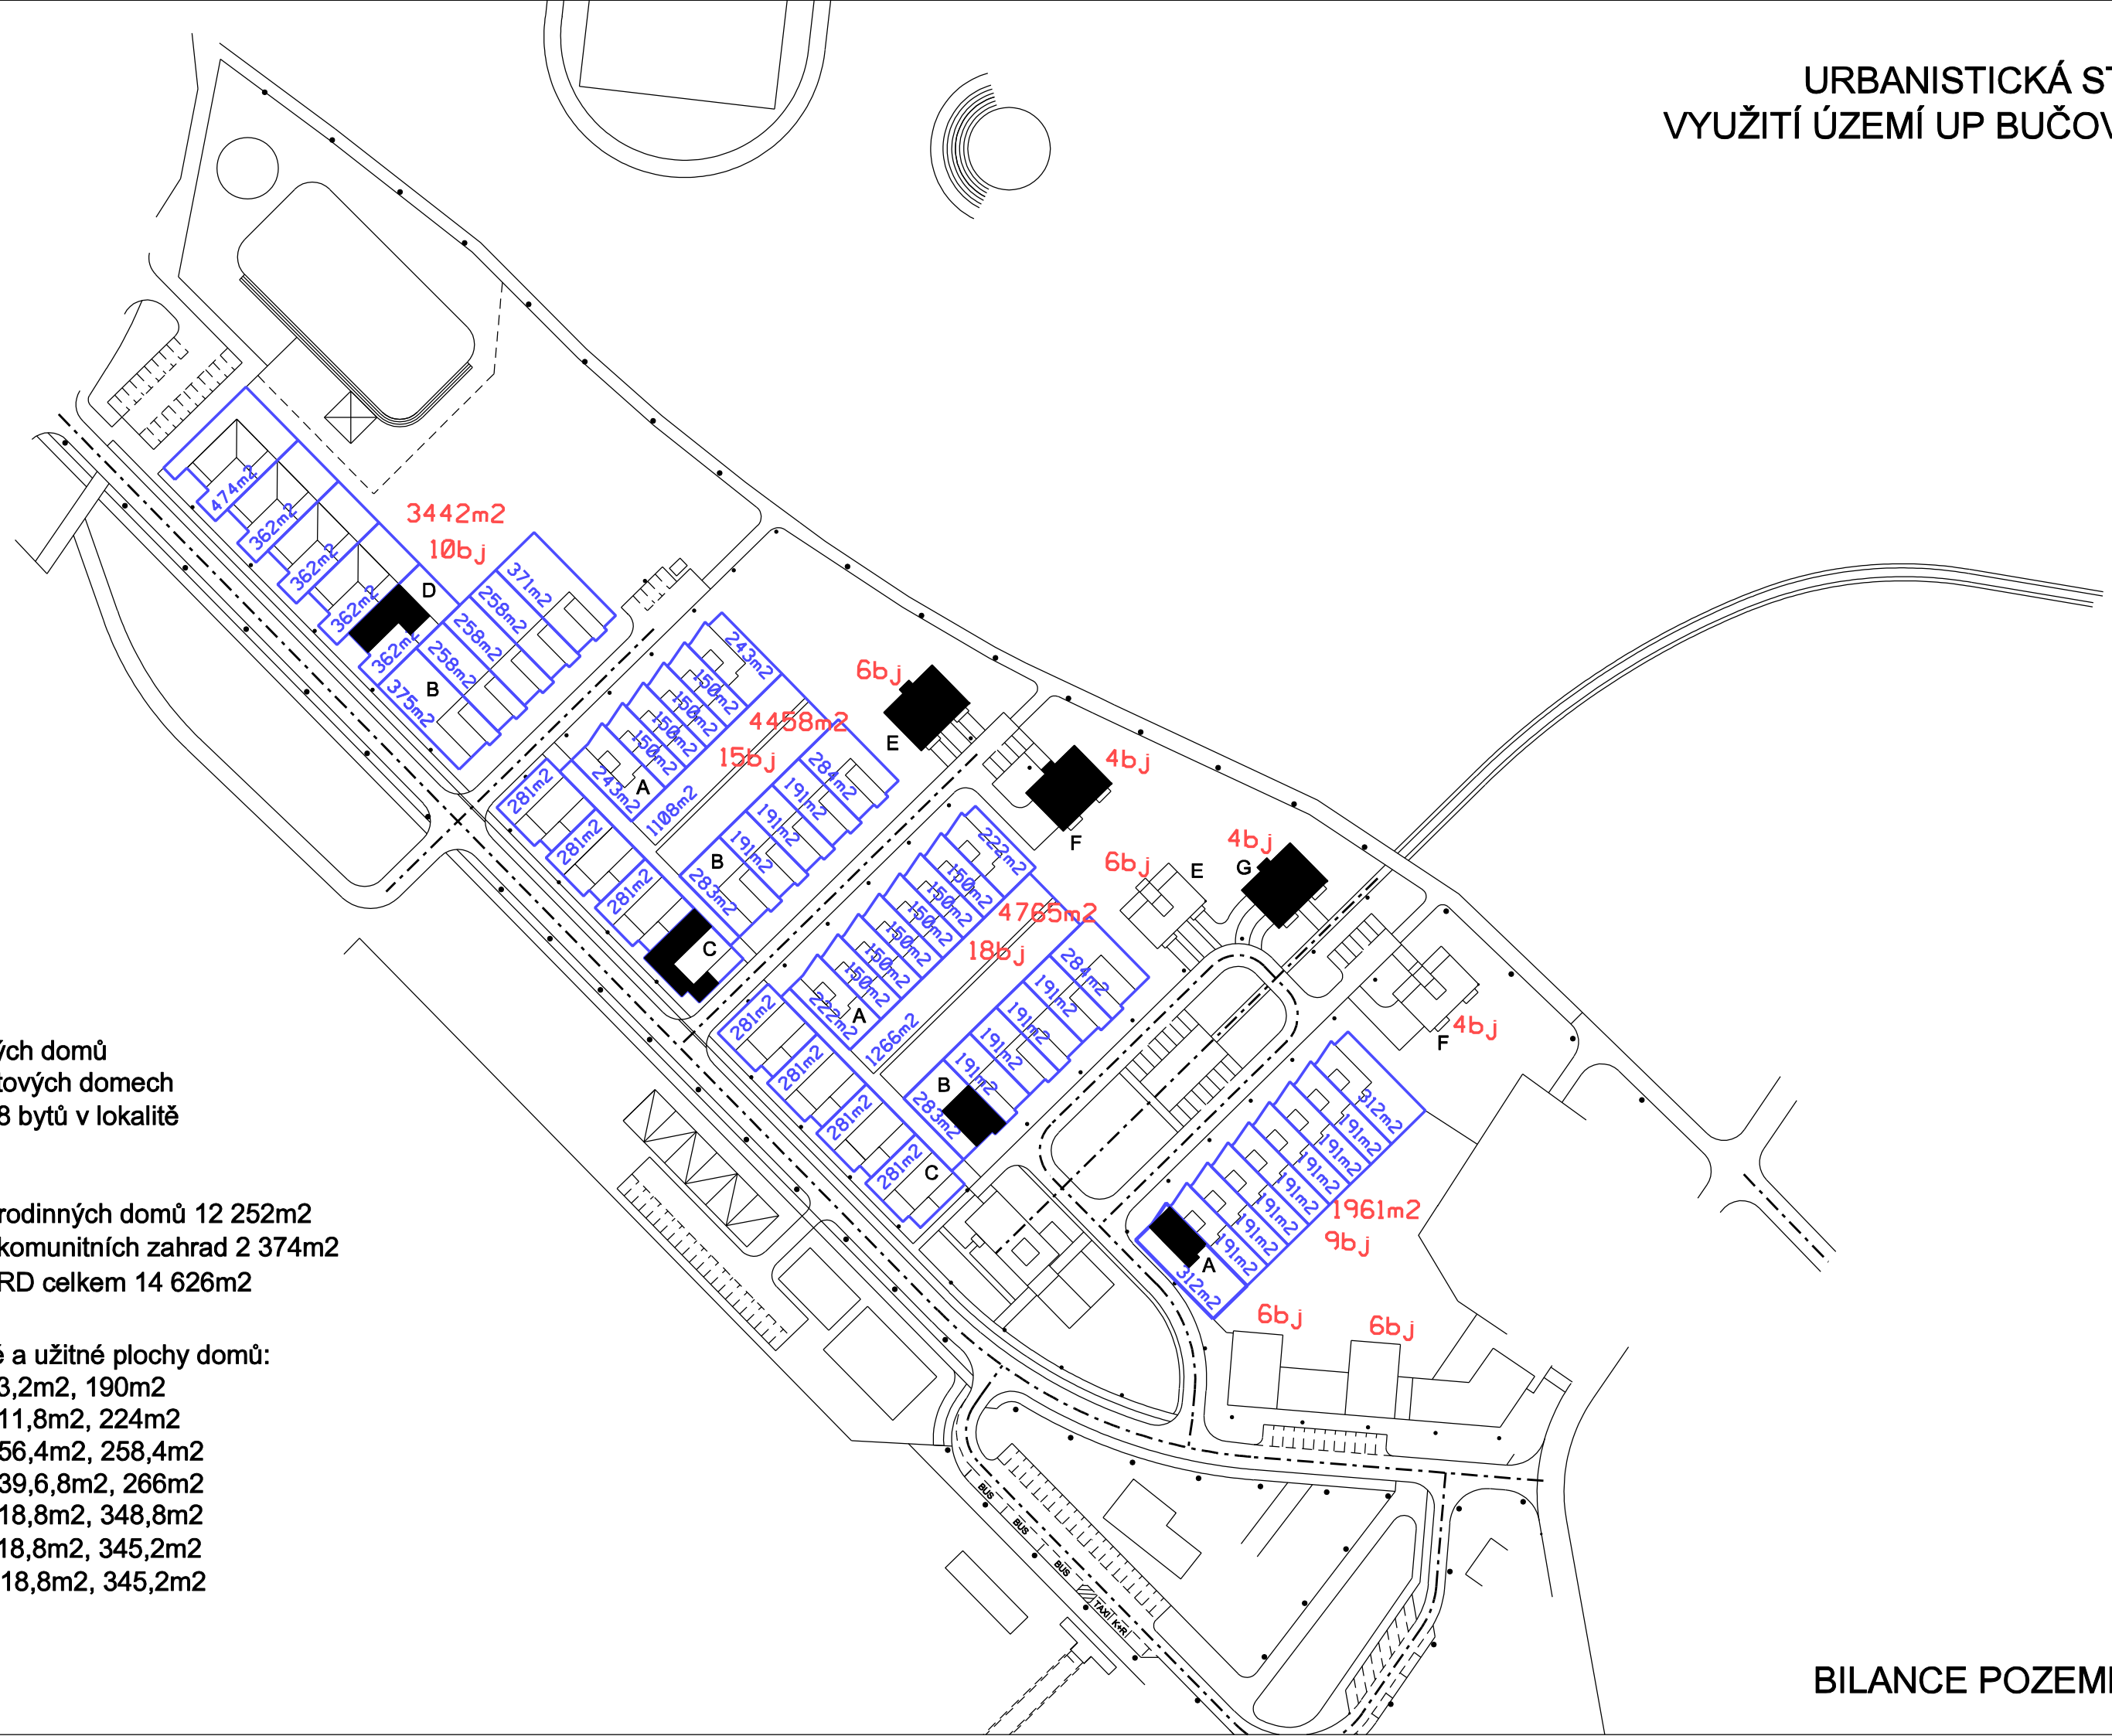 URBANISTICKÁ ST
VYUŽITÍ ÚZEMÍ UP BUČOV
474m2
362m2
362m2
362m2
362m2
3442m2
10bj
D
371m2
258m2
258m2
258m2
B
375m2
243m2
150m2
150m2
150m2
150m2
243m2
A
4458m2
15bj
1108m2
281m2
281m2
281m2
C
284m2
191m2
191m2
191m2
B
283m2
6bj
E
4bj
F
222m2
150m2
150m2
150m2
150m2
150m2
222m2
A
4765m2
18bj
1266m2
281m2
281m2
281m2
281m2
C
284m2
191m2
191m2
191m2
191m2
B
283m2
6bj
E
4bj
G
4bj
F
312m2
191m2
191m2
191m2
191m2
191m2
191m2
312m2
A
1961m2
9bj
6bj
6bj
ých domů
tových domech
8 bytů v lokalitě
rodinných domů 12 252m2
komunitních zahrad 2 374m2
RD celkem 14 626m2
é a užitné plochy domů:
3,2m2, 190m2
11,8m2, 224m2
56,4m2, 258,4m2
39,6,8m2, 266m2
18,8m2, 348,8m2
18,8m2, 345,2m2
18,8m2, 345,2m2
BUS
BUS
BUS
TAXI K+R
BILANCE POZEM